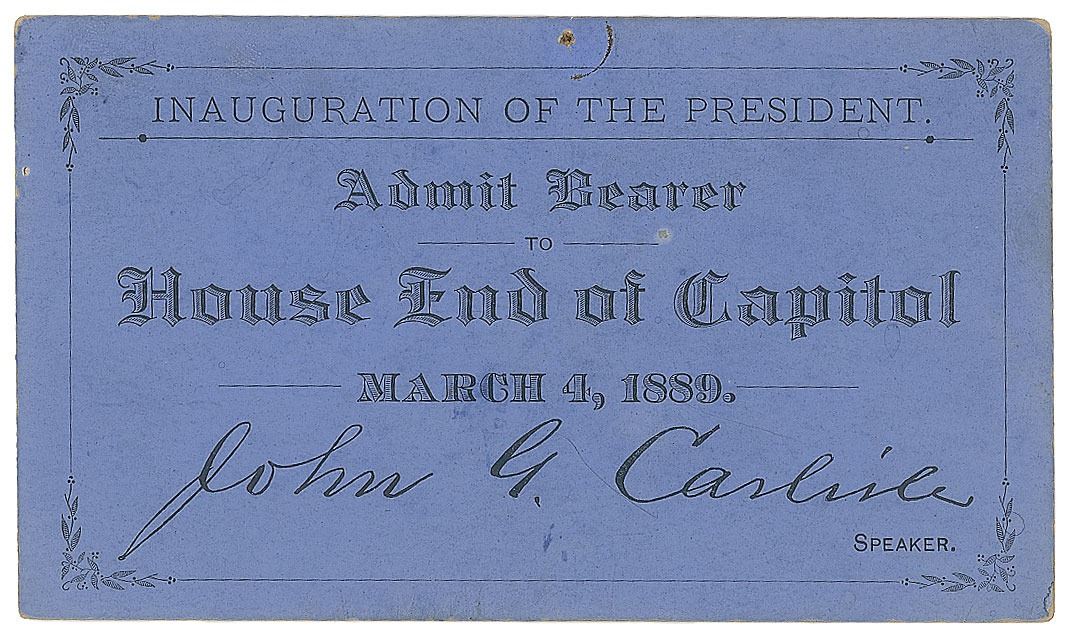 INAUGURATION OF THE PRESIDENT.
Admit Bearer
TO
House End of Capitol
MARCH 4, 1889.
John G. Carlisle
SPEAKER.